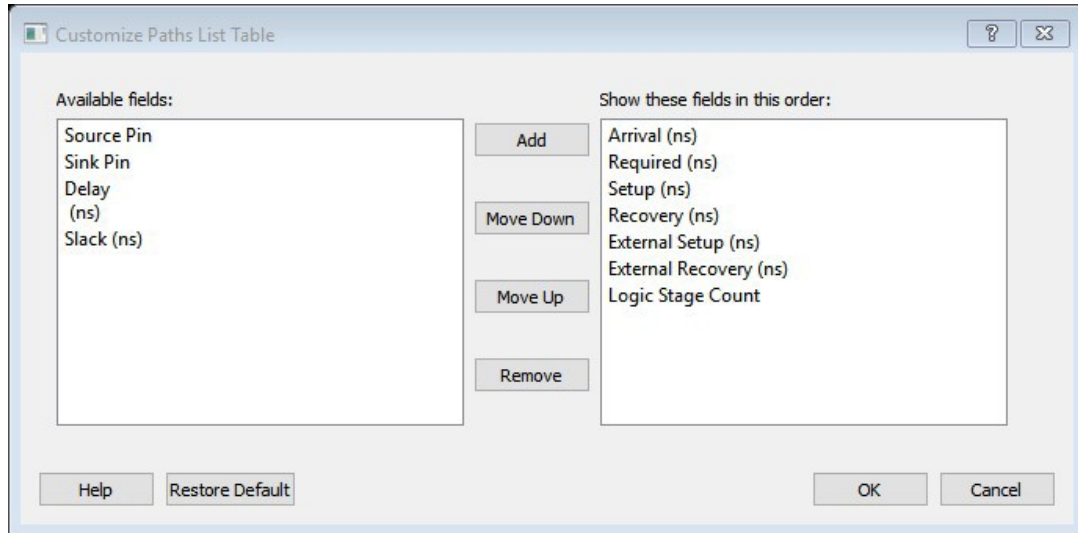 Customize Paths List Table
Available fields:
Source Pin
Sink Pin
Delay
(ns)
Slack (ns)
Add
Move Down
Move Up
Remove
Show these fields in this order:
Arrival (ns)
Required (ns)
Setup (ns)
Recovery (ns)
External Setup (ns)
External Recovery (ns)
Logic Stage Count
Help
Restore Default
OK
Cancel